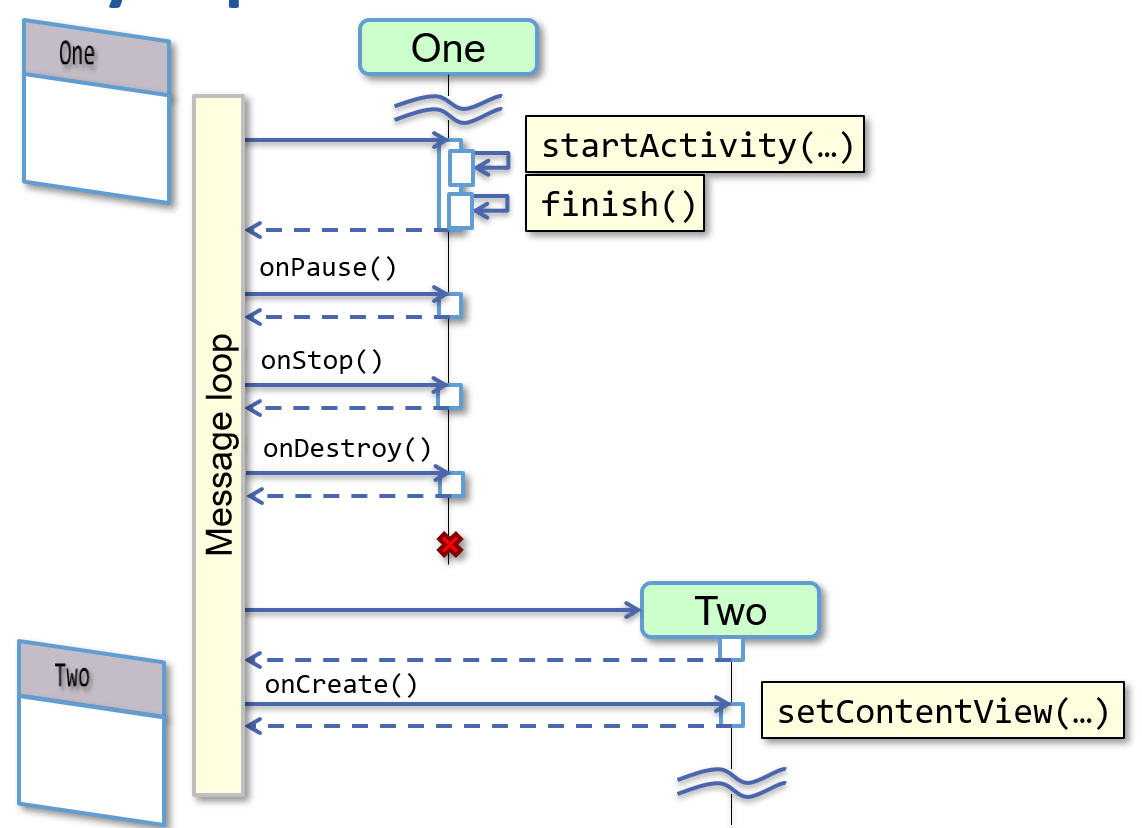 One
One
startActivity(…)
finish()
onPause()
onStop()
Message loop
onDestroy()
Two
Two
onCreate()
setContentView(…)